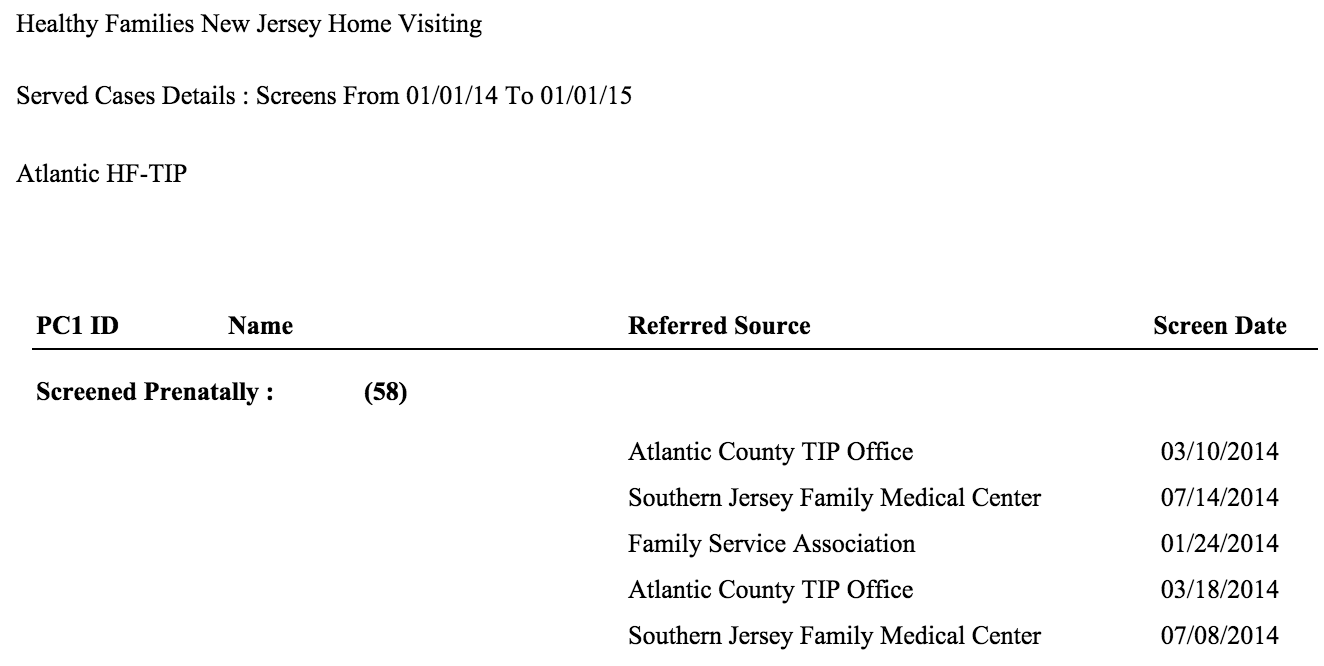 Healthy Families New Jersey Home Visiting
Served Cases Details : Screens From 01/01/14 To 01/01/15
Atlantic HF-TIP
PC1 ID Name Referred Source Screen Date
Screened Prenatally : (58)
Atlantic County TIP Office 03/10/2014
Southern Jersey Family Medical Center 07/14/2014
Family Service Association 01/24/2014
Atlantic County TIP Office 03/18/2014
Southern Jersey Family Medical Center 07/08/2014